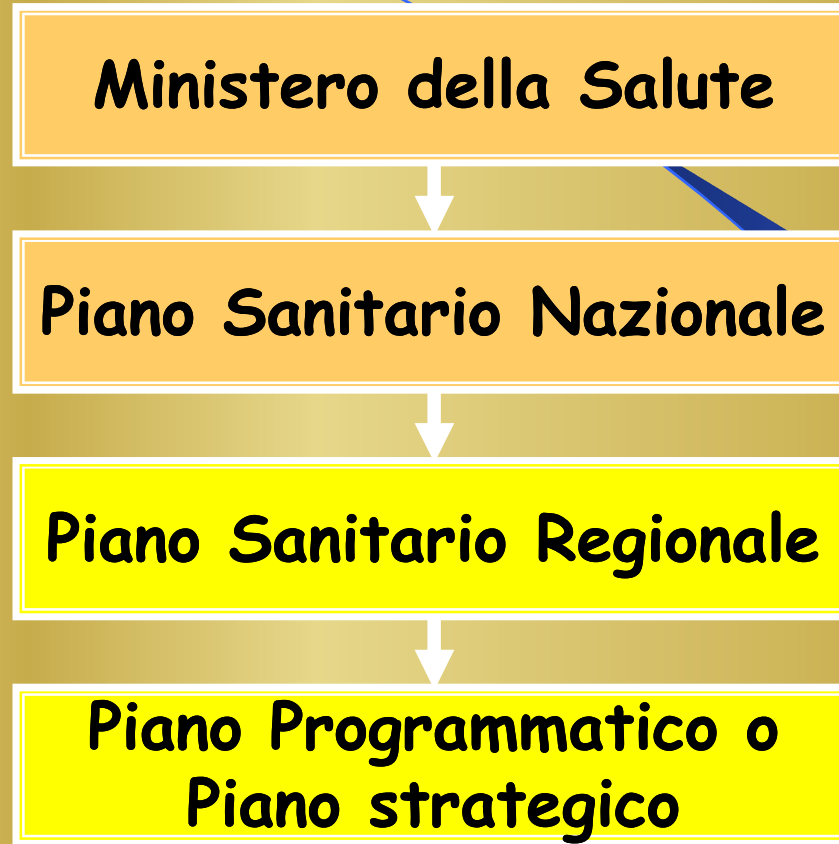 Ministero della Salute
Piano Sanitario Nazionale
Piano Sanitario Regionale
Piano Programmatico o
Piano strategico